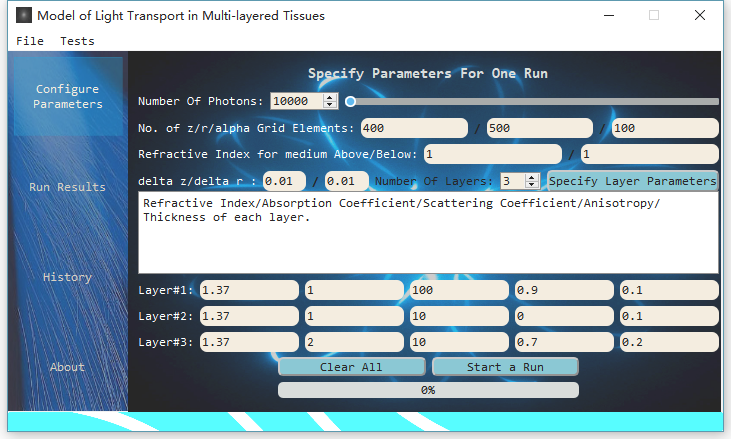 Model of Light Transport in Multi-layered Tissues
File Tests
Configure
Parameters
Run Results
History
About
Specify Parameters For One Run
Number Of Photons: 10000
No. of z/r/alpha Grid Elements: 400 / 500 / 100
Refractive Index for medium Above/Below: 1 / 1
delta z/delta r : 0.01 / 0.01 Number Of Layers: 3 Specify Layer Parameters
Refractive Index/Absorption Coefficient/Scattering Coefficient/Anisotropy/
Thickness of each layer.
Layer#1: 1.37 1 100 0.9 0.1
Layer#2: 1.37 1 10 0 0.1
Layer#3: 1.37 2 10 0.7 0.2
Clear All Start a Run
0%